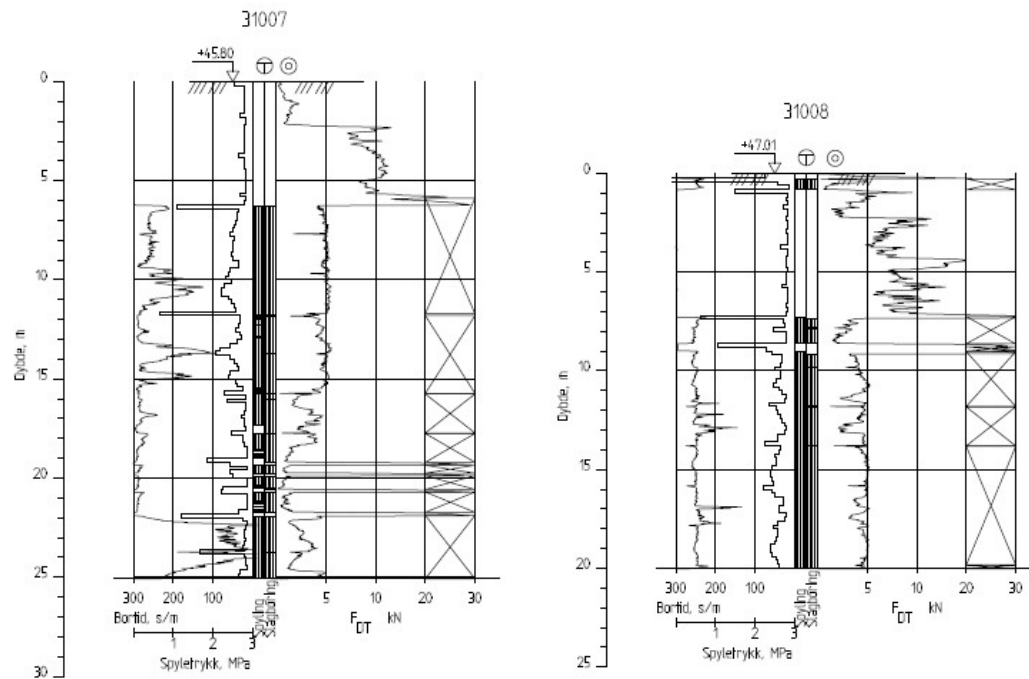 31007
+45.80
0
5
10
15
20
25
30
Dybde, m
300 200 100
Bortid, s/m
1 2 3
Spyletrykk, MPa
Spyling
Slagboring
5 10 20 30
F DT kN
31008
+47.01
0
5
10
15
20
25
Dybde, m
300 200 100
Bortid, s/m
1 2 3
Spyletrykk, MPa
Spyling
Slagboring
5 10 20 30
F DT kN